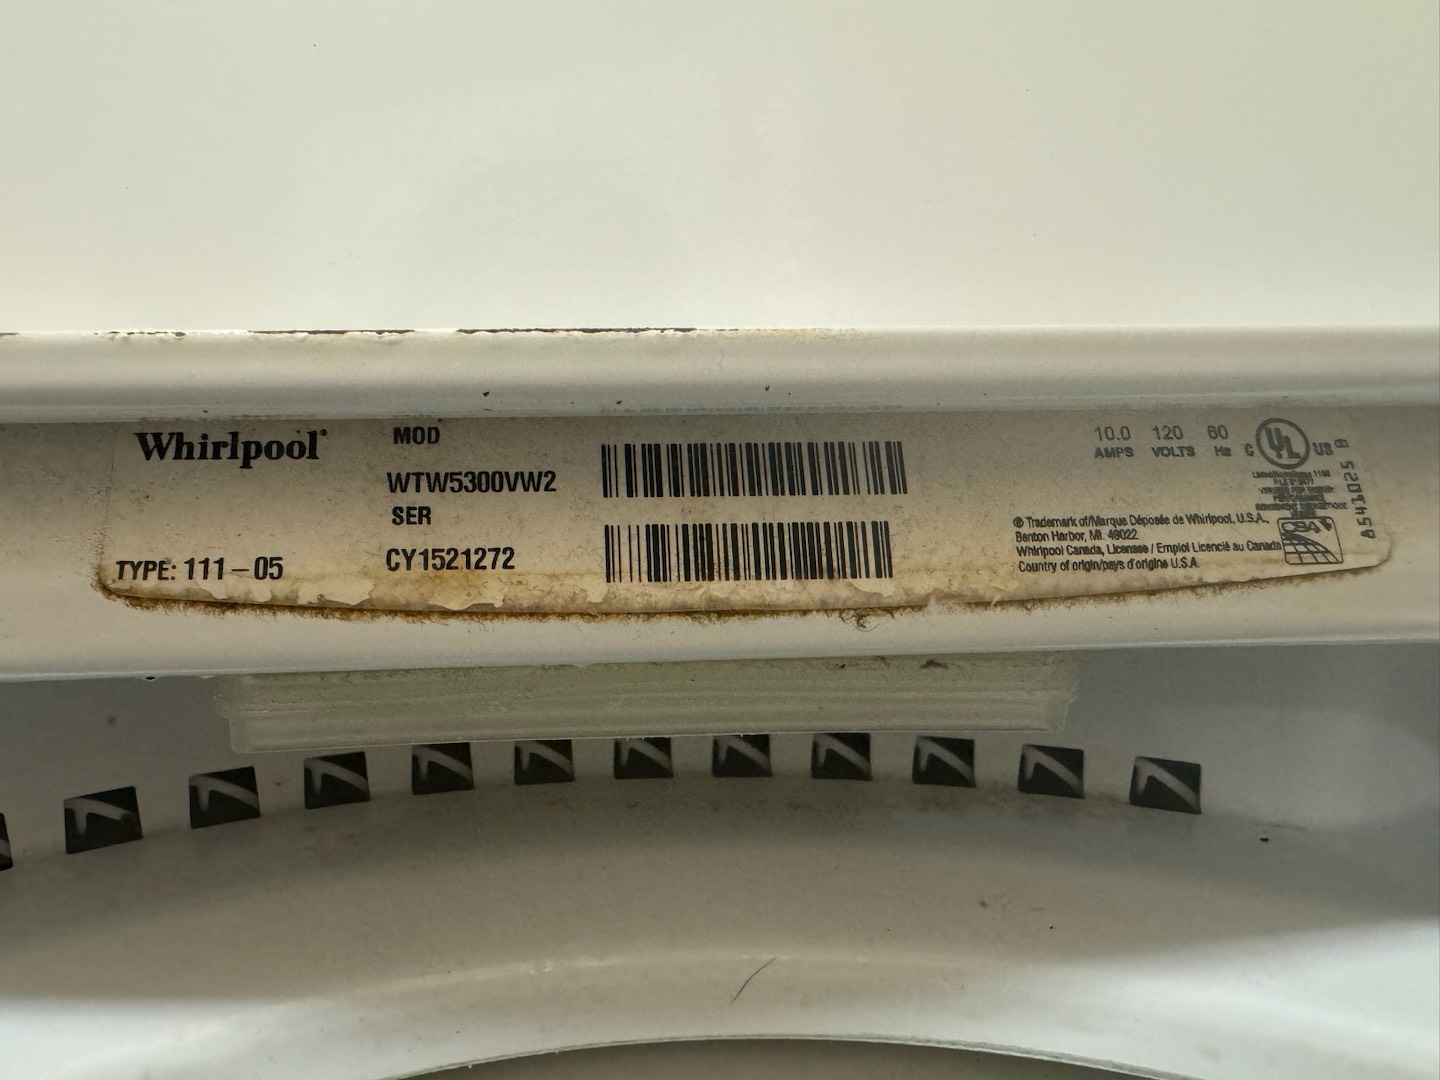 Whirlpool
TYPE: 111-05
MOD
WTW5300VW2
SER
CY1521272
10.0 120 60
AMPS VOLTS Hz
C UL US
® Trademark of/Marque Déposée de Whirlpool, U.S.A.,
Benton Harbor, MI. 49022
Whirlpool Canada, Licensee / Emploi Licencié au Canada
Country of origin/pays d'origine U.S.A.
8541025